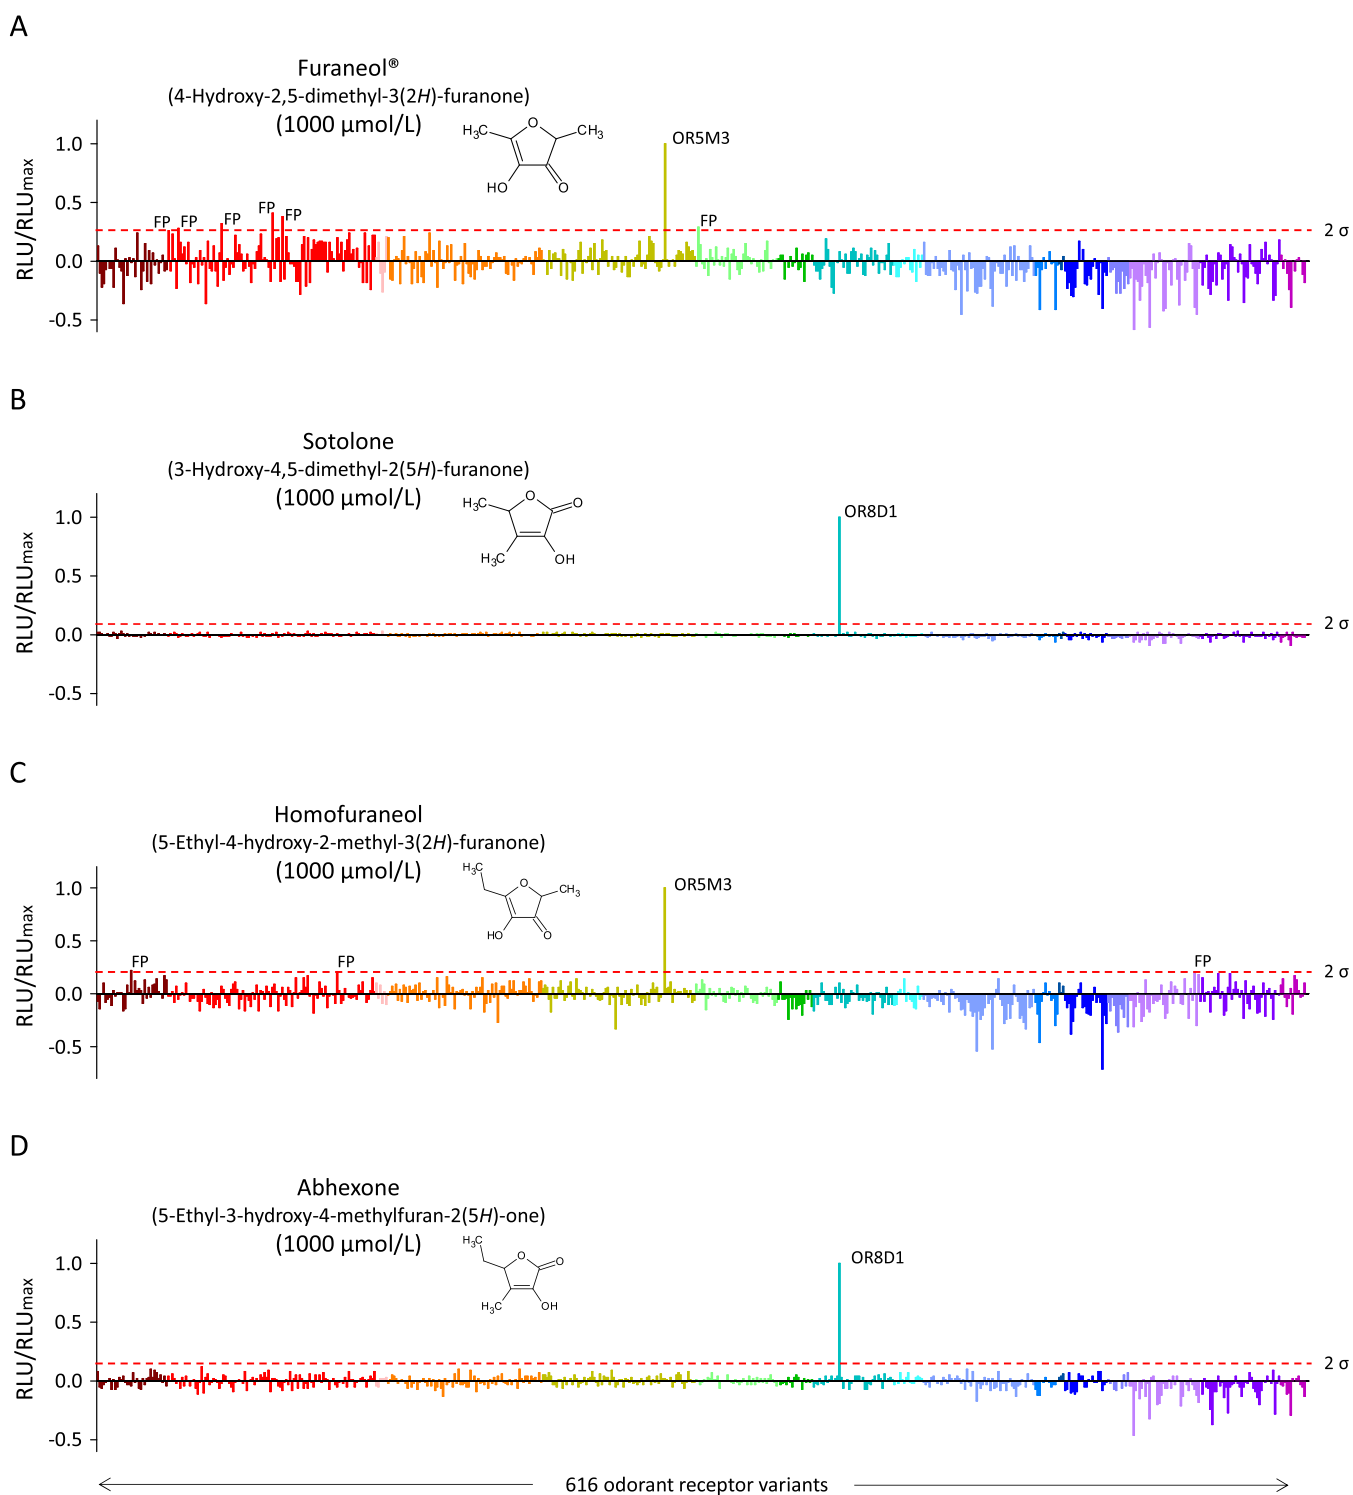 A
Furaneol®
(4-Hydroxy-2,5-dimethyl-3(2H)-furanone)
(1000 µmol/L)
H3C
O
CH3
HO
O
OR5M3
RLU/RLUmax
1.0
0.5
0.0
-0.5
FP
FP
FP
FP
FP
FP
2 σ
B
Sotolone
(3-Hydroxy-4,5-dimethyl-2(5H)-furanone)
(1000 µmol/L)
H3C
O
O
H3C
OH
OR8D1
RLU/RLUmax
1.0
0.5
0.0
-0.5
2 σ
C
Homofuraneol
(5-Ethyl-4-hydroxy-2-methyl-3(2H)-furanone)
(1000 µmol/L)
H3C
O
CH3
HO
O
OR5M3
RLU/RLUmax
1.0
0.5
0.0
-0.5
FP
FP
FP
2 σ
D
Abhexone
(5-Ethyl-3-hydroxy-4-methylfuran-2(5H)-one)
(1000 µmol/L)
H3C
O
O
H3C
OH
OR8D1
RLU/RLUmax
1.0
0.5
0.0
-0.5
2 σ
616 odorant receptor variants